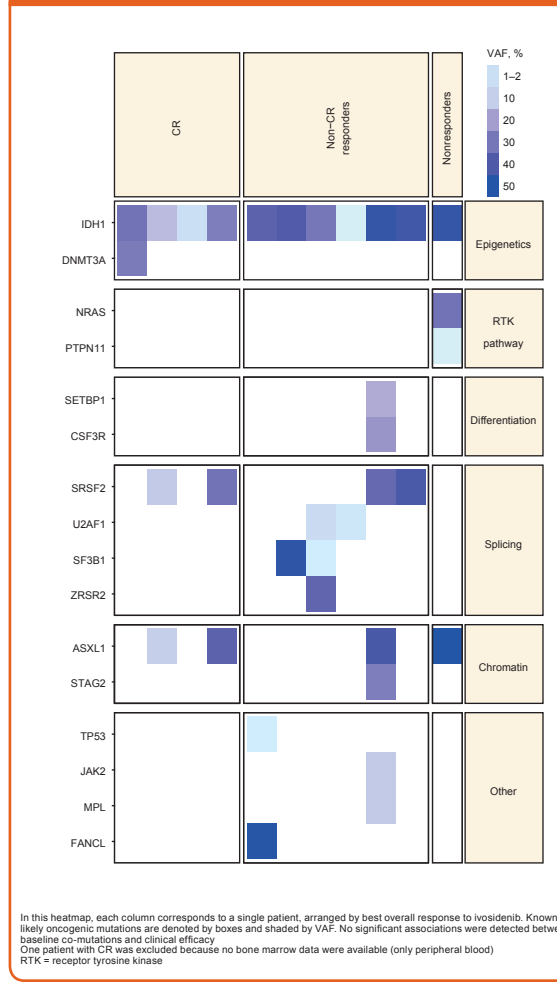 VAF, %
1–2
10
20
30
40
50
CR
Non−CR
responders
Nonresponders
IDH1
DNMT3A
Epigenetics
NRAS
PTPN11
RTK
pathway
SETBP1
CSF3R
Differentiation
SRSF2
U2AF1
SF3B1
ZRSR2
Splicing
ASXL1
STAG2
Chromatin
TP53
JAK2
MPL
FANCL
Other
In this heatmap, each column corresponds to a single patient, arranged by best overall response to ivosidenib. Known
likely oncogenic mutations are denoted by boxes and shaded by VAF. No significant associations were detected betwe
baseline co-mutations and clinical efficacy
One patient with CR was excluded because no bone marrow data were available (only peripheral blood)
RTK = receptor tyrosine kinase